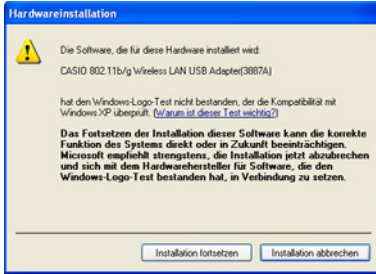 Hardwareinstallation
Die Software, die für diese Hardware installiert wird:
CASIO 802.11b/g Wireless LAN USB Adapter(3887A)
hat den Windows-Logo-Test nicht bestanden, der die Kompatibilität mit
Windows XP überprüft. (Warum ist dieser Test wichtig?)
Das Fortsetzen der Installation dieser Software kann die korrekte
Funktion des Systems direkt oder in Zukunft beeinträchtigen.
Microsoft empfiehlt strengstens, die Installation jetzt abzubrechen
und sich mit dem Hardwarehersteller für Software, die den
Windows-Logo-Test bestanden hat, in Verbindung zu setzen.
Installation fortsetzen Installation abbrechen